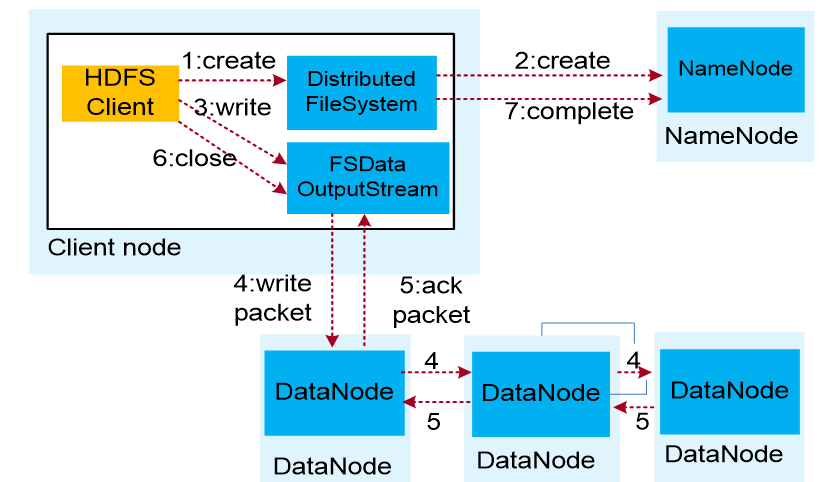 1:create
2:create
HDFS
Client
Distributed
FileSystem
NameNode
3:write
7:complete
NameNode
6:close
FSData
OutputStream
Client node
4:write
packet
5:ack
packet
4
4
DataNode
DataNode
DataNode
5
5
DataNode
DataNode
DataNode